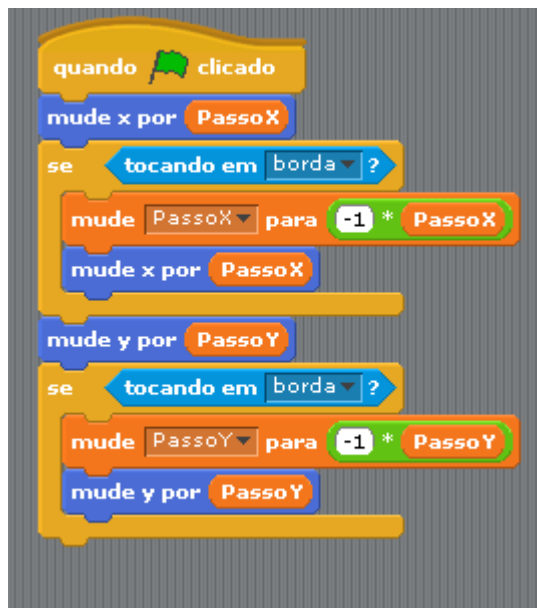 quando clicado
mude x por PassoX
se tocando em borda ?
mude PassoX para -1 * PassoX
mude x por PassoX
mude y por PassoY
se tocando em borda ?
mude PassoY para -1 * PassoY
mude y por PassoY